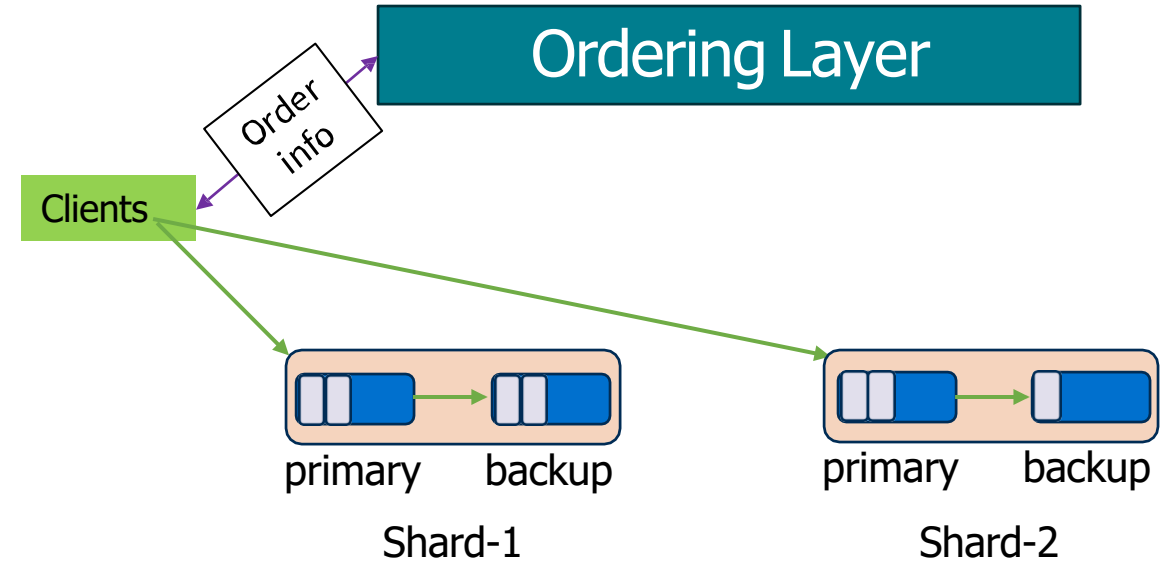 Ordering Layer
Order
info
Clients
primary
backup
primary
backup
Shard-1
Shard-2